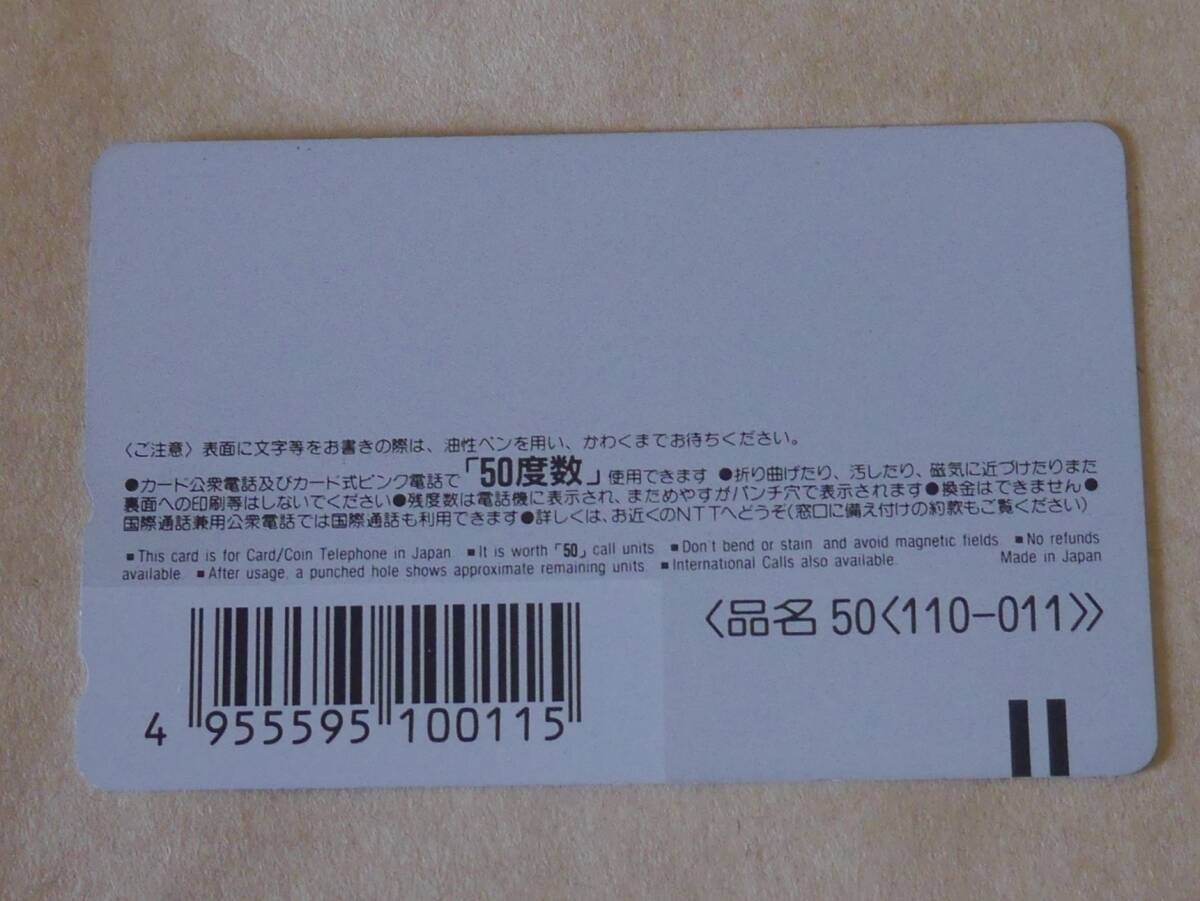 〈ご注意〉表面に文字等をお書きの際は、油性ペンを用い、かわくまでお待ちください。
●カード公衆電話及びカード式ピンク電話で「50度数」使用できます ●折り曲げたり、汚したり、磁気に近づけたりまた
裏面への印刷等はしないでください●残度数は電話機に表示され、まためやすがパンチ穴で表示されます●換金はできません●
国際通話兼用公衆電話では国際通話も利用できます●詳しくは、お近くのNTTへどうぞ(窓口に備え付けの約款もご覧ください)
■This card is for Card/Coin Telephone in Japan ■It is worth「50」call units ■Don't bend or stain and avoid magnetic fields ■No refunds
available. ■After usage, a punched hole shows approximate remaining units. ■International Calls also available. Made in Japan
〈品名 50〈110-011〉〉
4 955595 100115